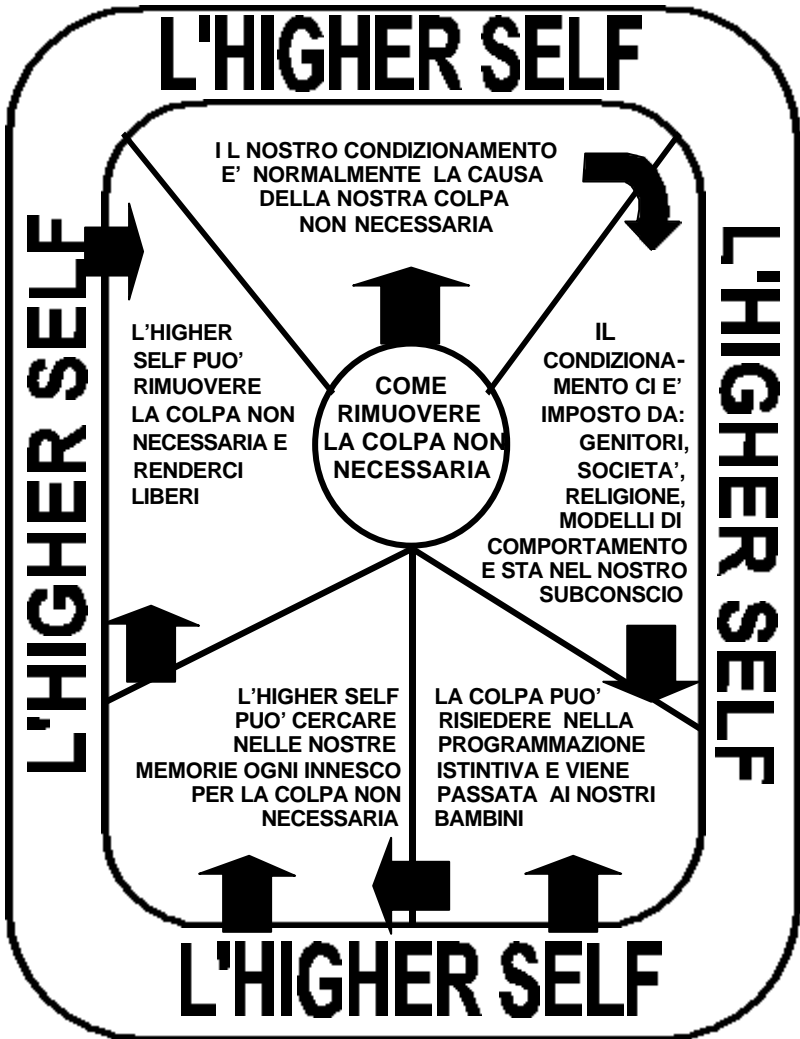 L'HIGHER SELF
I L NOSTRO CONDIZIONAMENTO
E' NORMALMENTE LA CAUSA
DELLA NOSTRA COLPA
NON NECESSARIA
L'HIGHER SELF
L'HIGHER
SELF PUO'
RIMUOVERE
LA COLPA NON
NECESSARIA E
RENDERCI
LIBERI
COME
RIMUOVERE
LA COLPA NON
NECESSARIA
IL
CONDIZIONA-
MENTO CI E'
IMPOSTO DA:
GENITORI,
SOCIETA',
RELIGIONE,
MODELLI DI
COMPORTAMENTO
E STA NEL NOSTRO
SUBCONSCIO
L'HIGHER SELF
L'HIGHER SELF
PUO' CERCARE
NELLE NOSTRE
MEMORIE OGNI INNESCO
PER LA COLPA NON
NECESSARIA
LA COLPA PUO'
RISIEDERE NELLA
PROGRAMMAZIONE
ISTINTIVA E VIENE
PASSATA AI NOSTRI
BAMBINI
L'HIGHER SELF